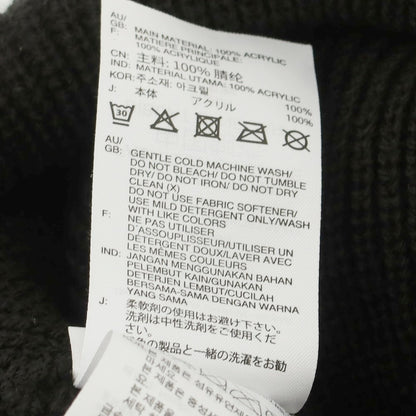 AU/
GB: MAIN MATERIAL: 100% ACRYLIC
F: MATIERE PRINCIPALE:
100% ACRYLIQUE
CN: 主料: 100% 腈纶
IND: MATERIAL UTAMA: 100% ACRYLIC
KOR: 주소재: 아크릴 100%
J: 本体 アクリル 100%
30
AU/
GB: GENTLE COLD MACHINE WASH/
DO NOT BLEACH/ DO NOT TUMBLE
DRY/ DO NOT IRON/ DO NOT DRY
CLEAN (X)
DO NOT USE FABRIC SOFTENER/
USE MILD DETERGENT ONLY/WASH
WITH LIKE COLORS
F: NE PAS UTILISER
D'ASSOUPLISSEUR/UTILISER UN
DÉTERGENT DOUX/LAVER AVEC
LES MÊMES COULEURS
IND: JANGAN MENGGUNAKAN BAHAN
PELEMBUT KAIN/GUNAKAN
DETERJEN LEMBUT/CUCILAH
BERSAMA-SAMA DENGAN WARNA
YANG SAMA
J: 柔軟剤の使用はお避け下さい。
洗剤は中性洗剤をご使用くだ
さい。
の製品と一緒の洗濯をお勧